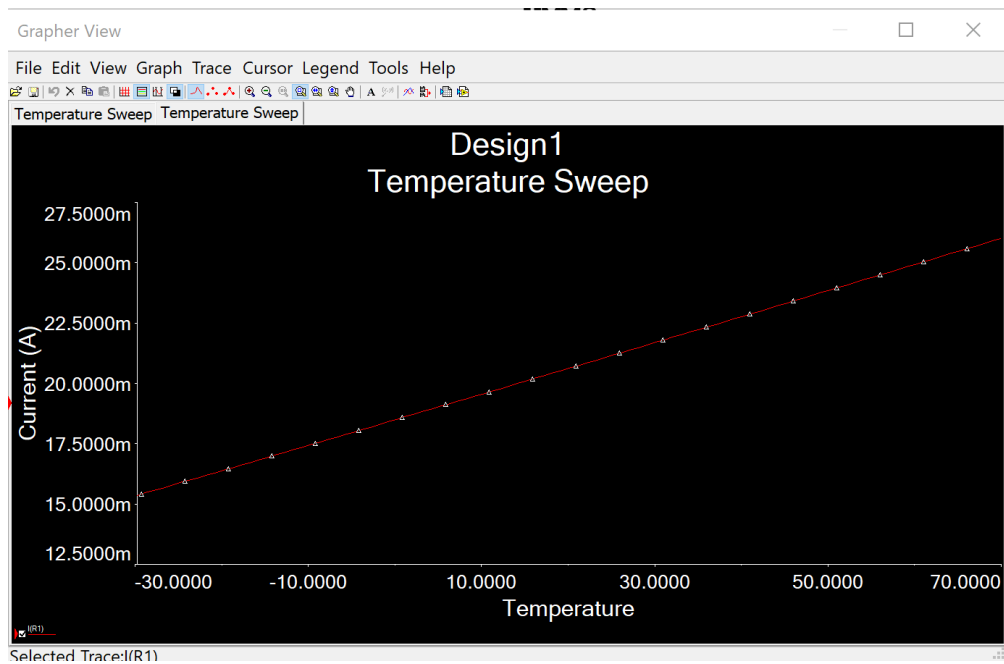 Grapher View
File Edit View Graph Trace Cursor Legend Tools Help
A
Temperature Sweep Temperature Sweep
Design1
Temperature Sweep
27.5000m
25.0000m
22.5000m
20.0000m
17.5000m
15.0000m
12.5000m
Current (A)
-30.0000 -10.0000 10.0000 30.0000 50.0000 70.0000
Temperature
I(R1)
Selected Trace:I(R1)